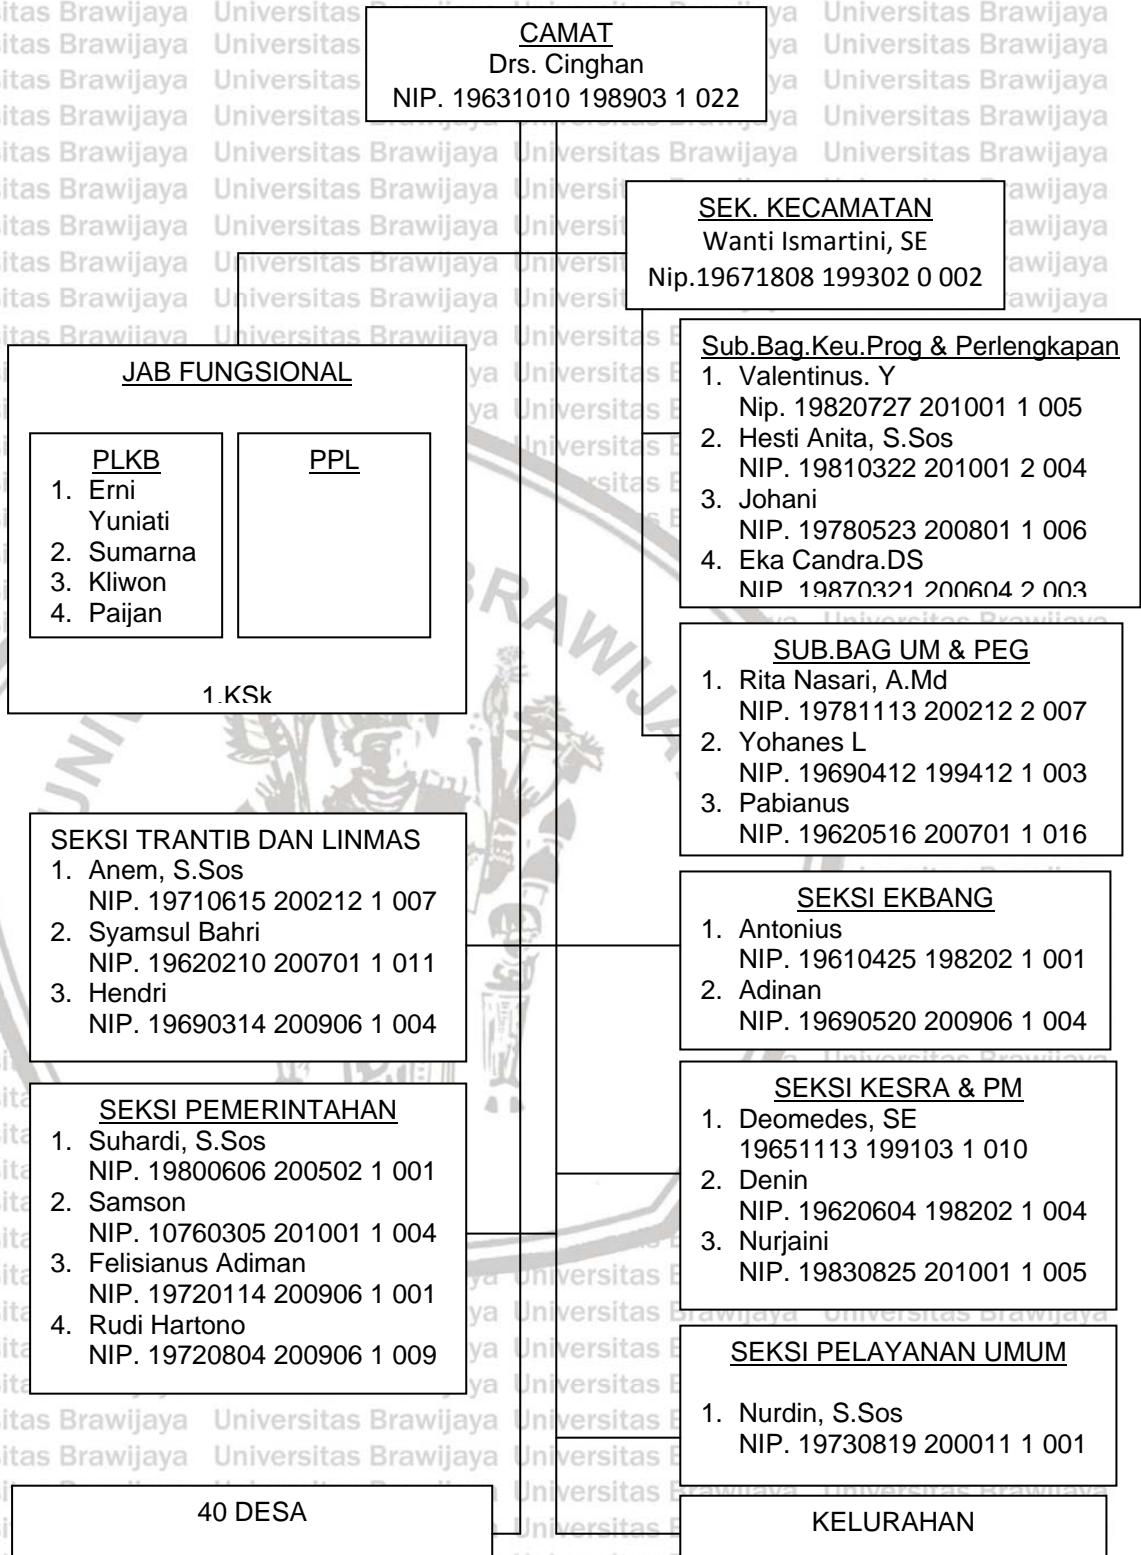 CAMAT
Drs. Cinghan
NIP. 19631010 198903 1 022
SEK. KECAMATAN
Wanti Ismartini, SE
Nip.19671808 199302 0 002
JAB FUNGSIONAL
PLKB
1. Erni
Yuniati
2. Sumarna
3. Kliwon
4. Paijan
PPL
1.KSk
Sub.Bag.Keu.Prog & Perlengkapan
1. Valentinus. Y
Nip. 19820727 201001 1 005
2. Hesti Anita, S.Sos
NIP. 19810322 201001 2 004
3. Johani
NIP. 19780523 200801 1 006
4. Eka Candra.DS
NIP. 19870321 200604 2 003
SUB.BAG UM & PEG
1. Rita Nasari, A.Md
NIP. 19781113 200212 2 007
2. Yohanes L
NIP. 19690412 199412 1 003
3. Pabianus
NIP. 19620516 200701 1 016
SEKSI TRANTIB DAN LINMAS
1. Anem, S.Sos
NIP. 19710615 200212 1 007
2. Syamsul Bahri
NIP. 19620210 200701 1 011
3. Hendri
NIP. 19690314 200906 1 004
SEKSI EKBANG
1. Antonius
NIP. 19610425 198202 1 001
2. Adinan
NIP. 19690520 200906 1 004
SEKSI PEMERINTAHAN
1. Suhardi, S.Sos
NIP. 19800606 200502 1 001
2. Samson
NIP. 10760305 201001 1 004
3. Felisianus Adiman
NIP. 19720114 200906 1 001
4. Rudi Hartono
NIP. 19720804 200906 1 009
SEKSI KESRA & PM
1. Deomedes, SE
19651113 199103 1 010
2. Denin
NIP. 19620604 198202 1 004
3. Nurjaini
NIP. 19830825 201001 1 005
SEKSI PELAYANAN UMUM
1. Nurdin, S.Sos
NIP. 19730819 200011 1 001
40 DESA
KELURAHAN